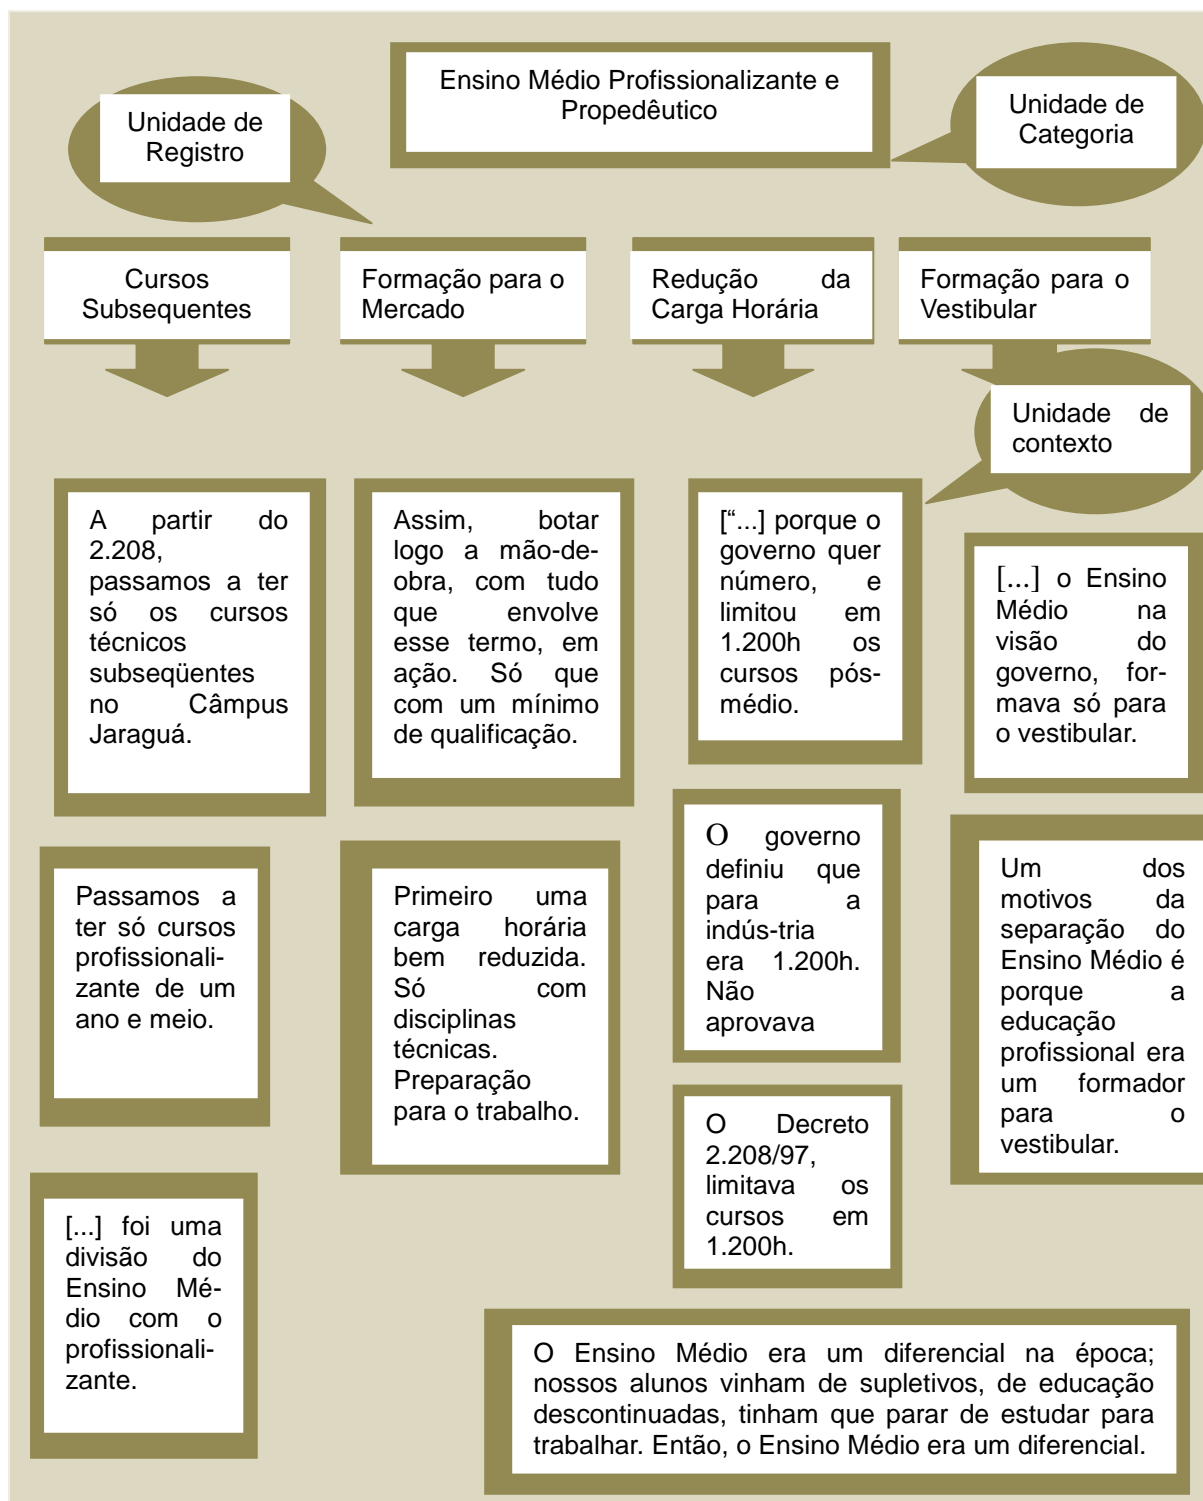 Ensino Médio Profissionalizante e
Propedêutico
Unidade de
Registro
Unidade de
Categoria
Cursos
Subsequentes
Formação para o
Mercado
Redução da
Carga Horária
Formação para o
Vestibular
Unidade de
contexto
A partir do
2.208,
passamos a ter
só os cursos
técnicos
subseqüentes
no Câmpus
Jaraguá.
Assim, botar
logo a mão-de-
obra, com tudo
que envolve
esse termo, em
ação. Só que
com um mínimo
de qualificação.
[“...] porque o
governo quer
número, e
limitou em
1.200h os
cursos pós-
médio.
[...] o Ensino
Médio na
visão do
governo, for-
mava só para
o vestibular.
Passamos a
ter só cursos
profissionali-
zante de um
ano e meio.
Primeiro uma
carga horária
bem reduzida.
Só com
disciplinas
técnicas.
Preparação
para o trabalho.
O governo
definiu que
para a
indús-tria
era 1.200h.
Não
aprovava
Um dos
motivos da
separação do
Ensino Médio é
porque a
educação
profissional era
um formador
para o
vestibular.
[...] foi uma
divisão do
Ensino Mé-
dio com o
profissionali-
zante.
O Decreto
2.208/97,
limitava os
cursos em
1.200h.
O Ensino Médio era um diferencial na época;
nossos alunos vinham de supletivos, de educação
descontinuadas, tinham que parar de estudar para
trabalhar. Então, o Ensino Médio era um diferencial.